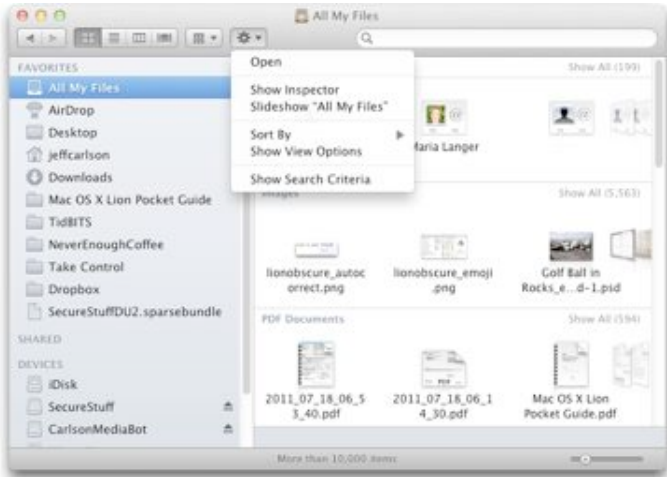 All My Files
FAVORITES
All My Files
AirDrop
Desktop
jeffcarlson
Downloads
Mac OS X Lion Pocket Guide
TidBITS
NeverEnoughCoffee
Take Control
Dropbox
SecureStuffDU2.sparsebundle
SHARED
DEVICES
iDisk
SecureStuff
CarlsonMediaBot
Open
Show Inspector
Slideshow "All My Files"
Sort By
Show View Options
Show Search Criteria
Show All (199)
Maria Langer
Images
Show All (5,563)
lionobscure_autoc
orrect.png
lionobscure_emoji
.png
Golf Ball in
Rocks_e...d-1.psd
PDF Documents
Show All (594)
2011_07_18_06_5
3_40.pdf
2011_07_18_06_1
4_30.pdf
Mac OS X Lion
Pocket Guide.pdf
More than 10,000 items